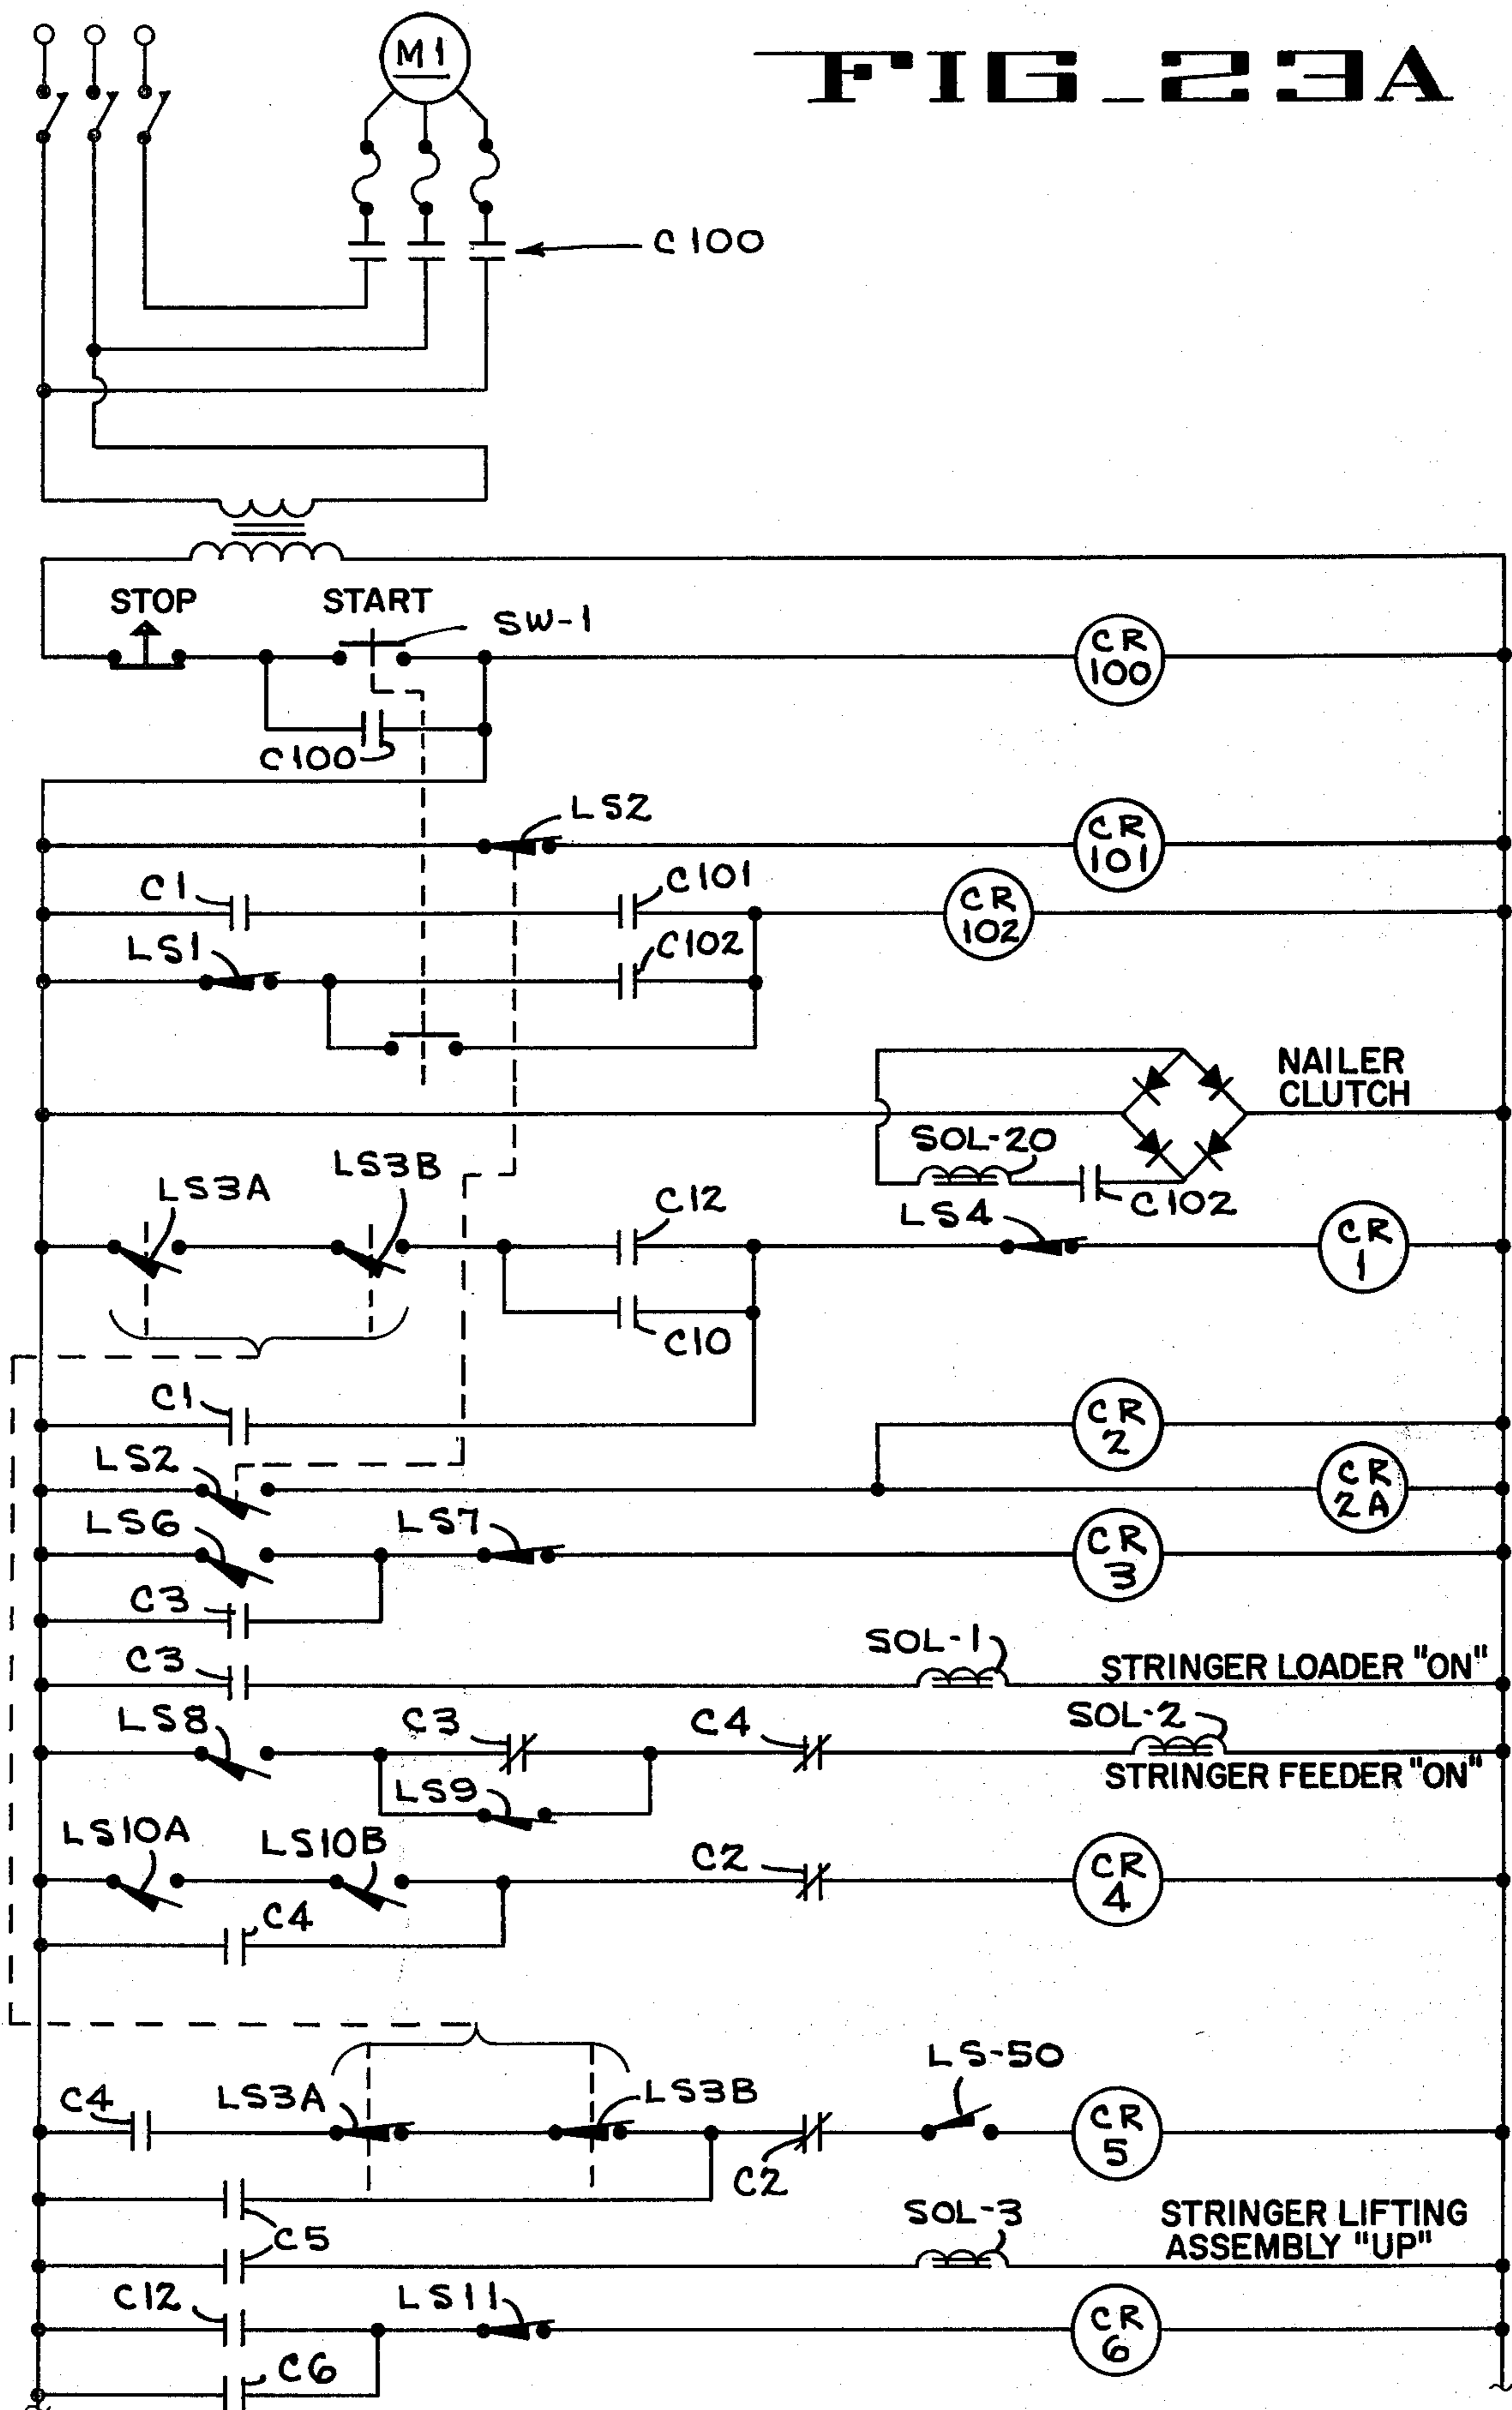 M1
FIG_23A
C100
STOP
START
SW-1
CR
100
C100
LS2
CR
101
C1
C101
CR
102
LS1
C102
NAILER
CLUTCH
SOL-20
C102
LS3A
LS3B
C12
LS4
CR
1
C10
C1
CR
2
LS2
CR
2A
LS6
LS7
CR
3
C3
C3
SOL-1
STRINGER LOADER "ON"
LS8
C3
C4
SOL-2
STRINGER FEEDER "ON"
LS9
LS10A
LS10B
C2
CR
4
C4
C4
LS3A
LS3B
C2
LS-50
CR
5
C5
SOL-3
STRINGER LIFTING
ASSEMBLY "UP"
C12
LS11
CR
6
C6